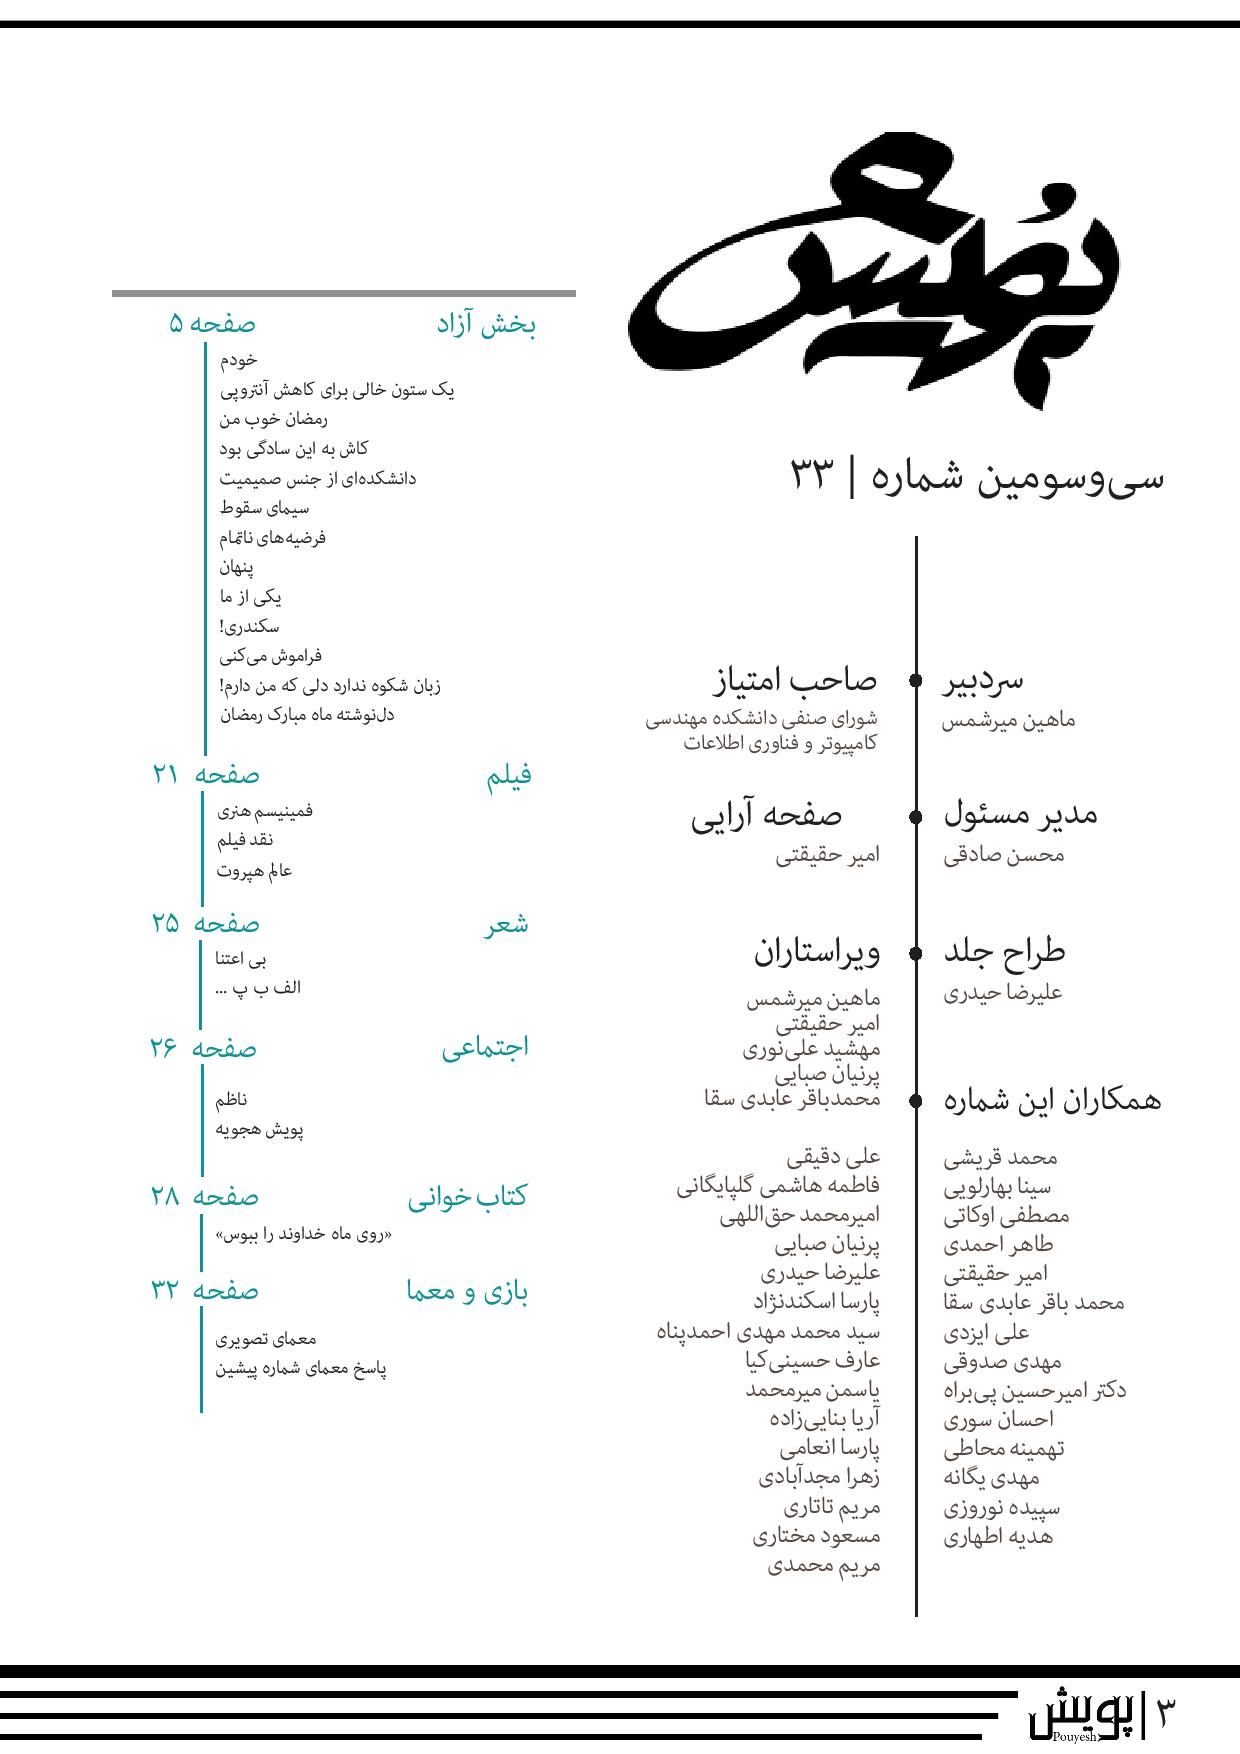 پویش
سی‌وسومین شماره | ۳۳
سردبیر
ماهین میرشمس
صاحب امتیاز
شورای صنفی دانشکده مهندسی
کامپیوتر و فناوری اطلاعات
مدیر مسئول
محسن صادقی
صفحه آرایی
امیر حقیقتی
طراح جلد
علیرضا حیدری
ویراستاران
ماهین میرشمس
امیر حقیقتی
مهشید علی‌نوری
پرنیان صبایی
محمدباقر عابدی سقا
همکاران این شماره
محمد قریشی
سینا بهارلویی
مصطفی اوکاتی
طاهر احمدی
امیر حقیقتی
محمد باقر عابدی سقا
علی ایزدی
مهدی صدوقی
دکتر امیرحسین پی‌براه
احسان سوری
تهمینه محاطی
مهدی یگانه
سپیده نوروزی
هدیه اطهاری
علی دقیقی
فاطمه هاشمی گلپایگانی
امیرمحمد حق‌اللهی
پرنیان صبایی
علیرضا حیدری
پارسا اسکندنژاد
سید محمد مهدی احمدپناه
عارف حسینی‌کیا
یاسمن میرمحمد
آریا بنایی‌زاده
پارسا انعامی
زهرا مجدآبادی
مریم تاتاری
مسعود مختاری
مریم محمدی
بخش آزاد صفحه ۵
خودم
یک ستون خالی برای کاهش آنتروپی
رمضان خوب من
کاش به این سادگی بود
دانشکده‌ای از جنس صمیمیت
سیمای سقوط
فرضیه‌های ناتمام
پنهان
یکی از ما
سکندری!
فراموش می‌کنی
زبان شکوه ندارد دلی که من دارم!
دل‌نوشته ماه مبارک رمضان
فیلم صفحه ۲۱
فمینیسم هنری
نقد فیلم
عالم هپروت
شعر صفحه ۲۵
بی اعتنا
الف ب پ ...
اجتماعی صفحه ۲۶
ناظم
پویش هجویه
کتاب خوانی صفحه ۲۸
«روی ماه خداوند را ببوس»
بازی و معما صفحه ۳۲
معمای تصویری
پاسخ معمای شماره پیشین
۳ | پویش
Pouyesh